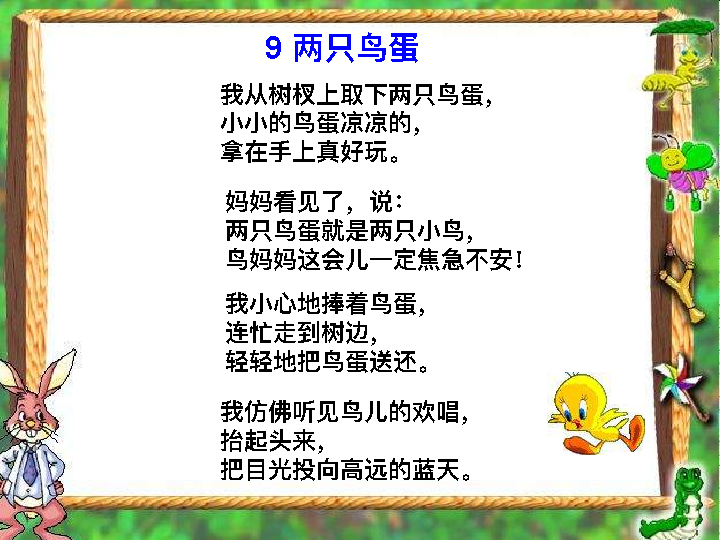 9 两只鸟蛋
我从树杈上取下两只鸟蛋，
小小的鸟蛋凉凉的，
拿在手上真好玩。
妈妈看见了，说：
两只鸟蛋就是两只小鸟，
鸟妈妈这会儿一定焦急不安！
我小心地捧着鸟蛋，
连忙走到树边，
轻轻地把鸟蛋送还。
我仿佛听见鸟儿的欢唱，
抬起头来，
把目光投向高远的蓝天。